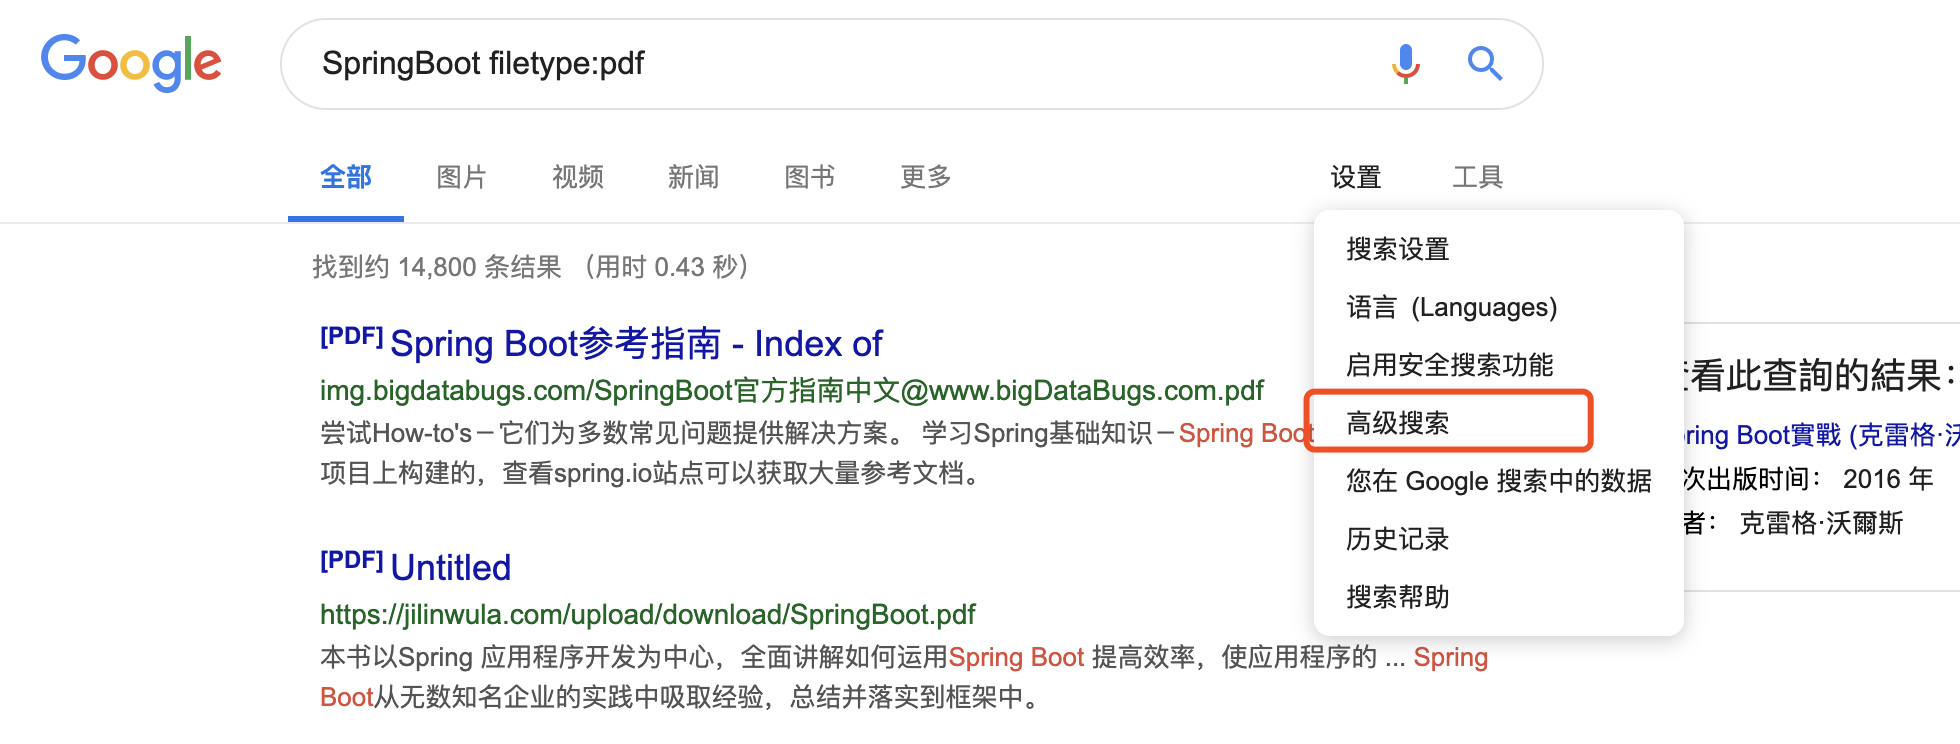 Google
SpringBoot filetype:pdf
全部 图片 视频 新闻 图书 更多 设置 工具
找到约 14,800 条结果 （用时 0.43 秒）
[PDF] Spring Boot参考指南 - Index of
img.bigdatabugs.com/SpringBoot官方指南中文@www.bigDataBugs.com.pdf
尝试How-to's－它们为多数常见问题提供解决方案。 学习Spring基础知识－Spring Boot
项目上构建的，查看spring.io站点可以获取大量参考文档。
[PDF] Untitled
https://jilinwula.com/upload/download/SpringBoot.pdf
本书以Spring 应用程序开发为中心，全面讲解如何运用Spring Boot 提高效率，使应用程序的 ... Spring
Boot从无数知名企业的实践中吸取经验，总结并落实到框架中。
搜索设置
语言 (Languages)
启用安全搜索功能
高级搜索
您在 Google 搜索中的数据
历史记录
搜索帮助
看此查詢的結果：
ring Boot實戰 (克雷格·沃
次出版时间： 2016 年
者： 克雷格·沃爾斯